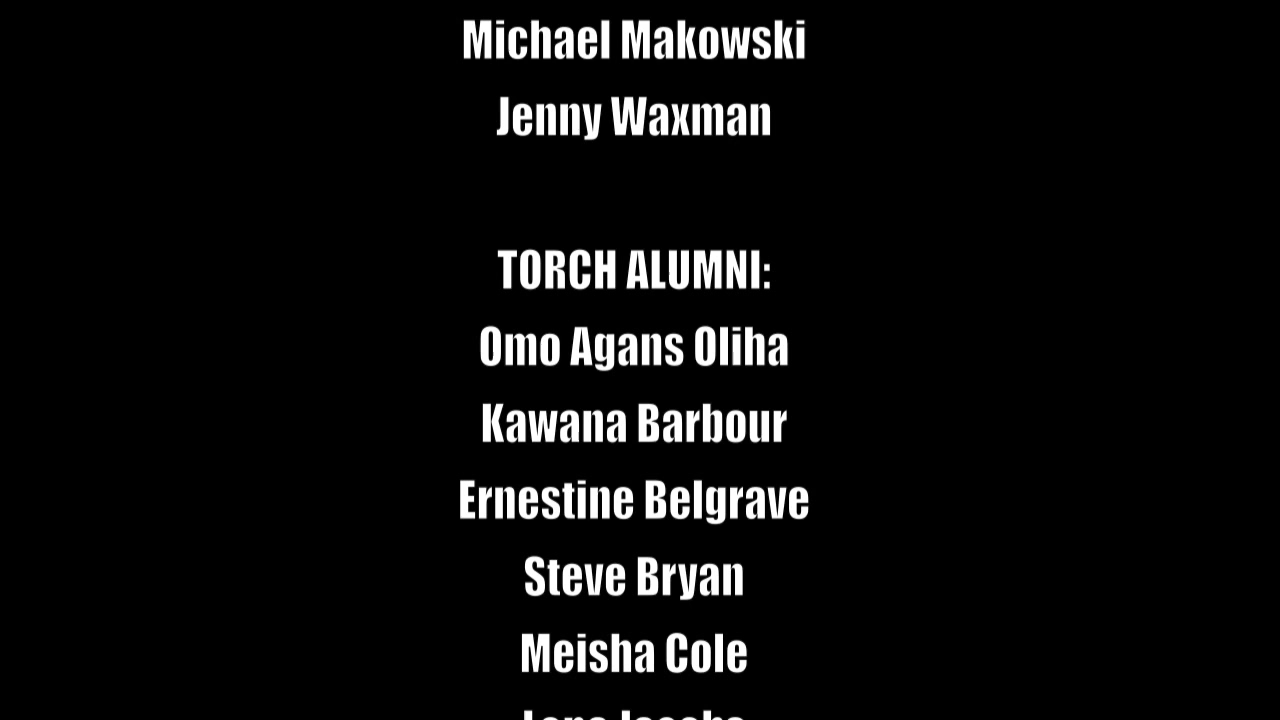 Michael Makowski
Jenny Waxman
TORCH ALUMNI:
Omo Agans Oliha
Kawana Barbour
Ernestine Belgrave
Steve Bryan
Meisha Cole